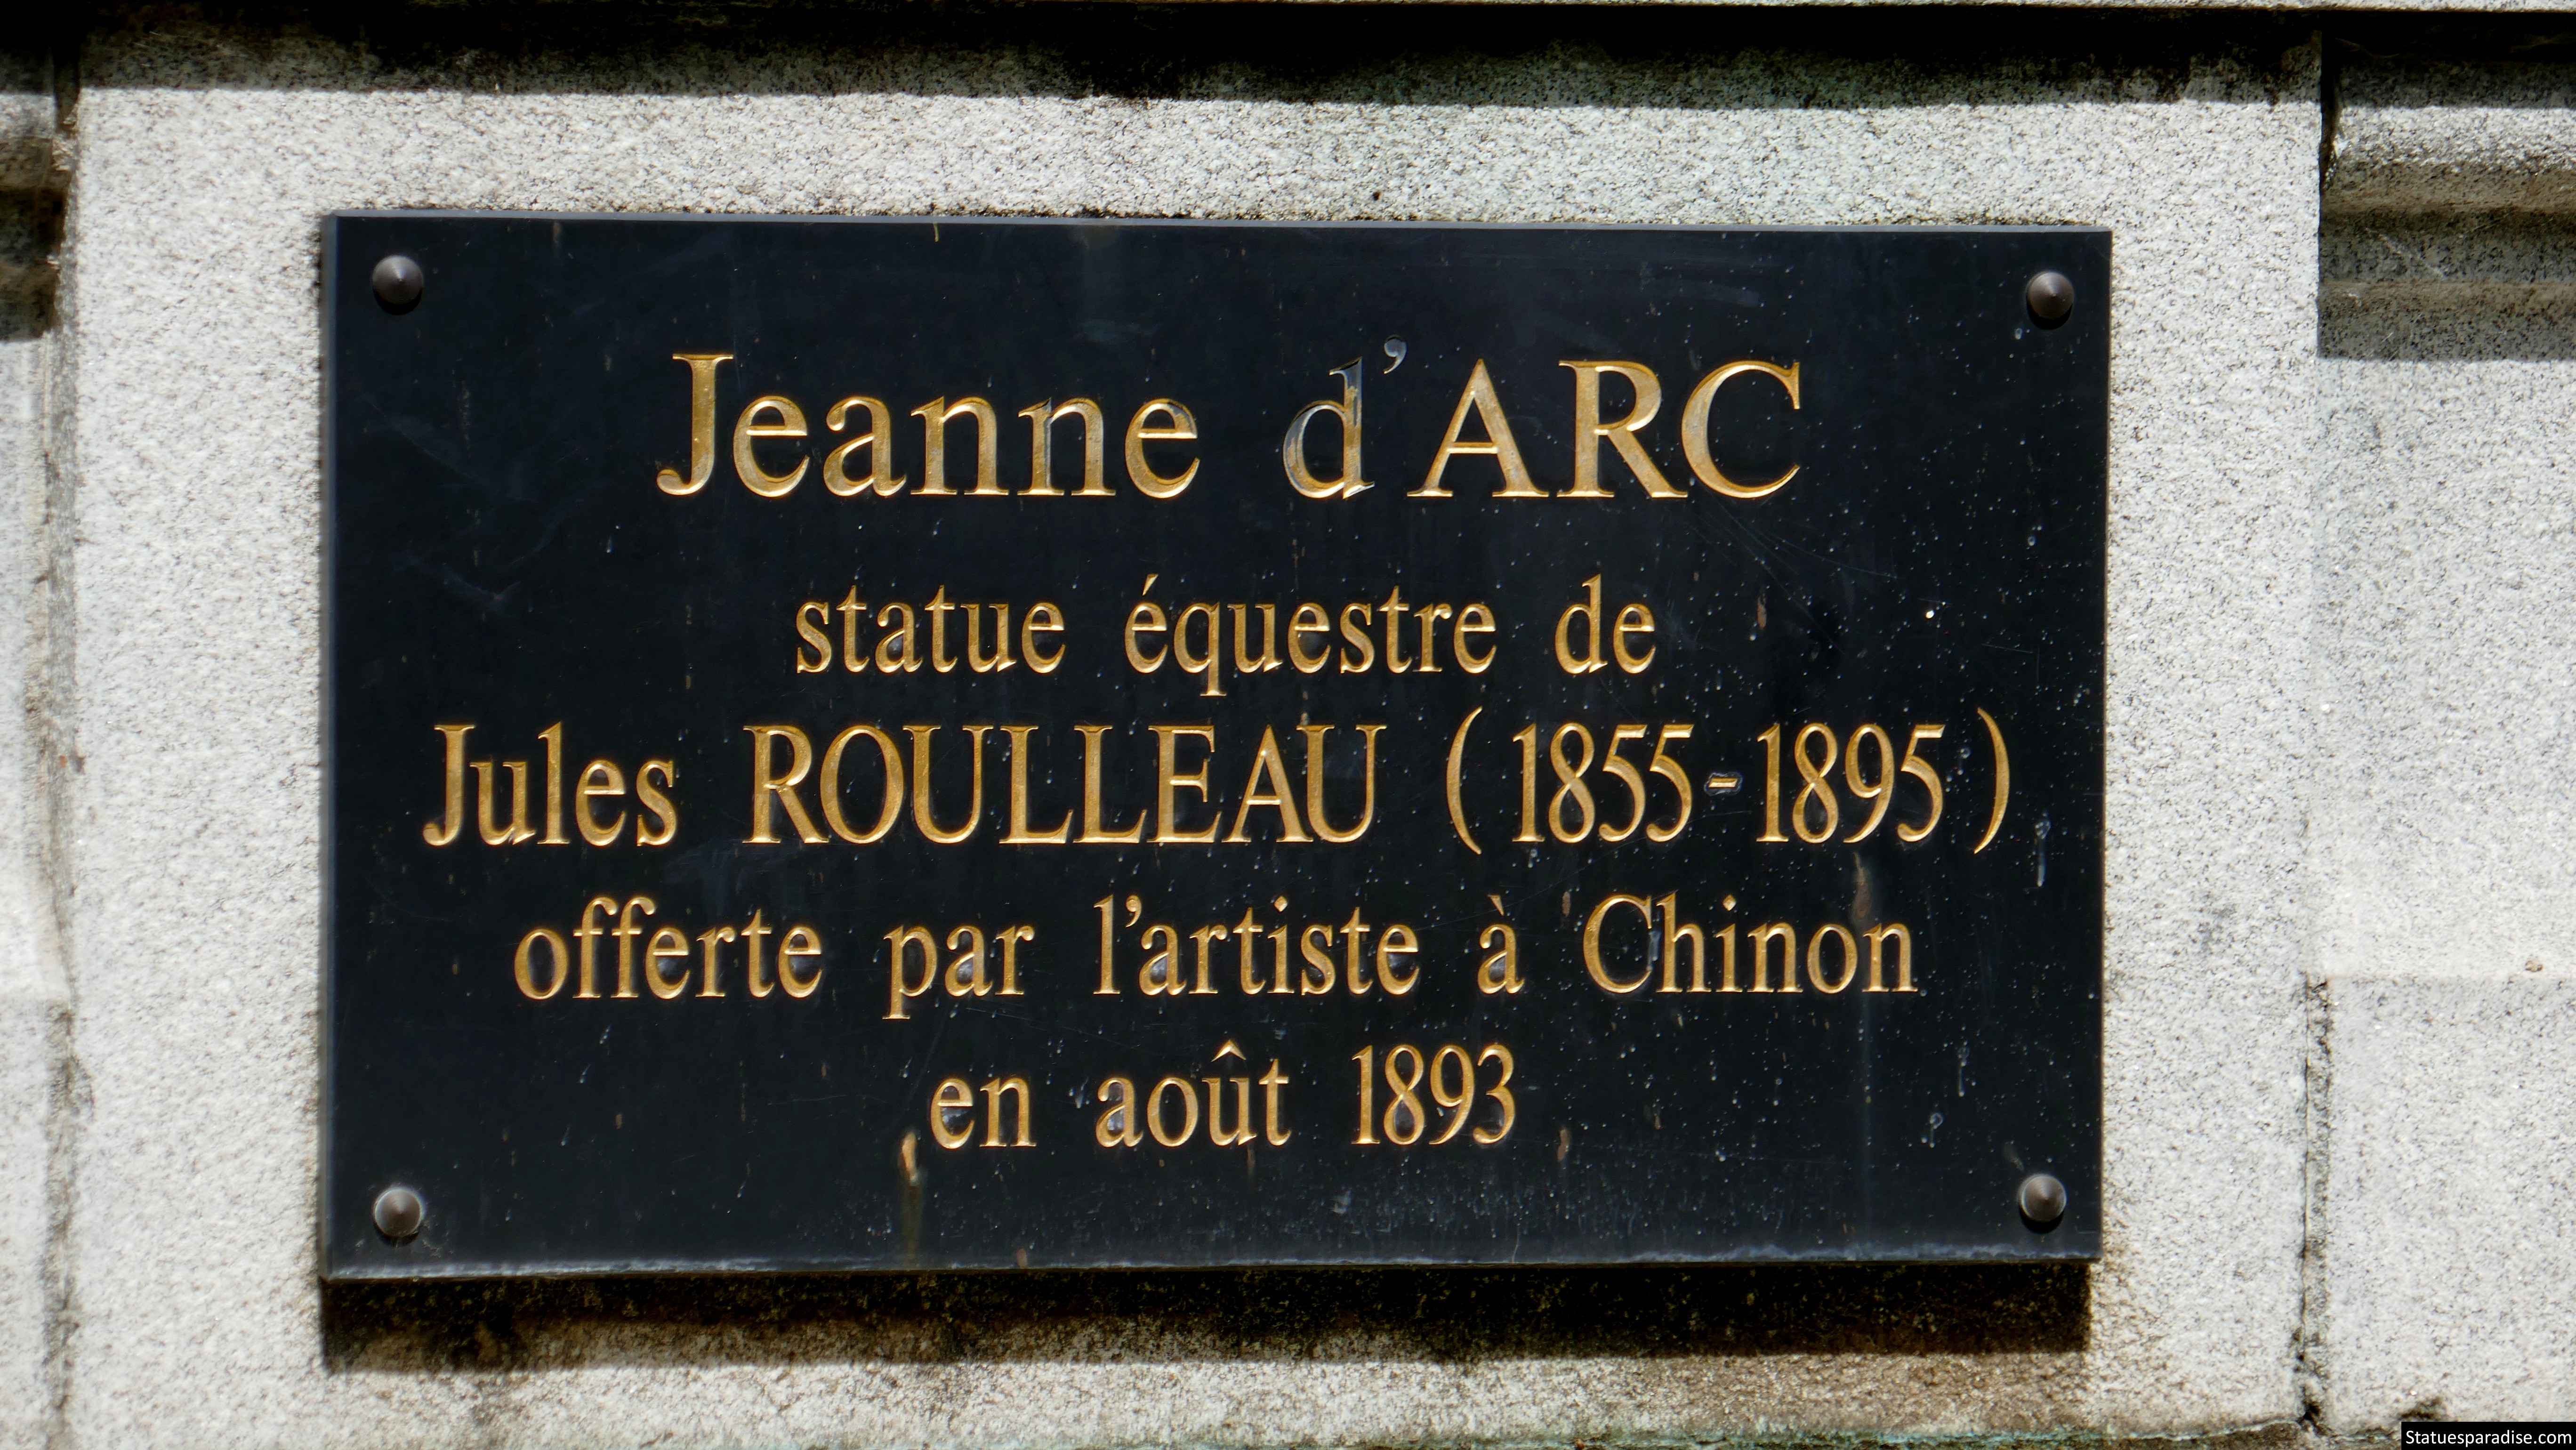 Jeanne d'ARC
statue équestre de
Jules ROULLEAU (1855-1895)
offerte par l'artiste à Chinon
en août 1893
Statuesparadise.com